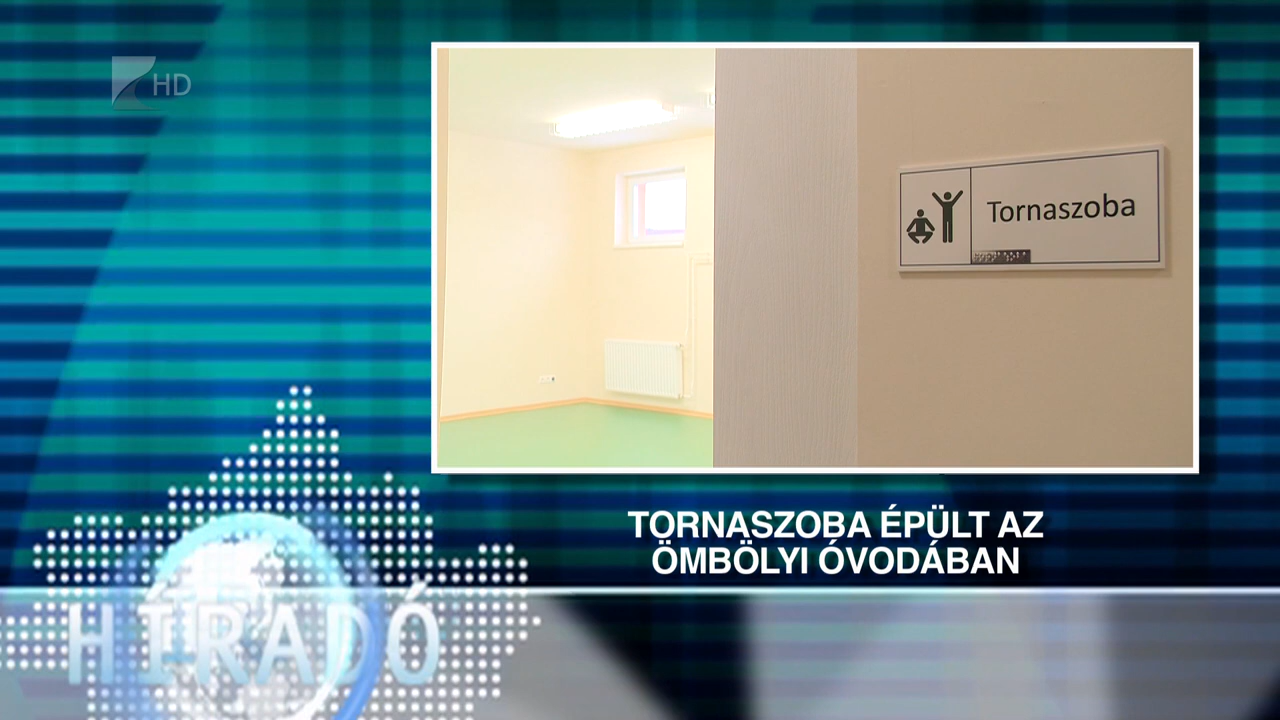 HD
Tornaszoba
TORNASZOBA ÉPÜLT AZ
ÖMBÖLYI ÓVODÁBAN
HÍRADÓ